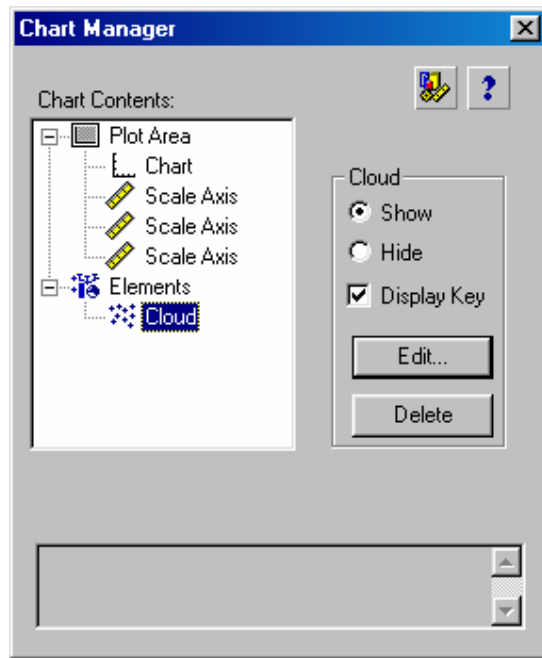 Chart Manager
?
Chart Contents:
Plot Area
Chart
Scale Axis
Scale Axis
Scale Axis
Elements
Cloud
Cloud
Show
Hide
Display Key
Edit...
Delete